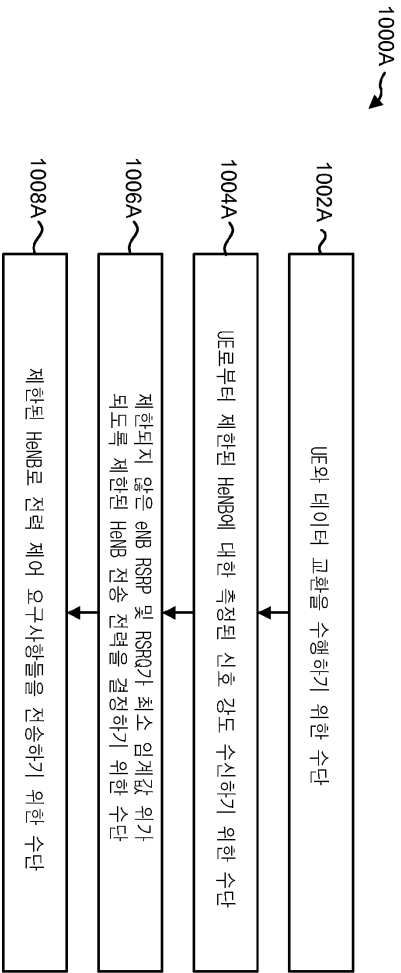 1000A
1002A
UE와 데이터 교환을 수행하기 위한 수단
1004A
UE로부터 제한된 HeNB에 대한 측정된 신호 강도 수신하기 위한 수단
1006A
제한되지 않은 eNB RSRP 및 RSRQ가 최소 임계값 위가
되도록 제한된 HeNB 전송 전력을 결정하기 위한 수단
1008A
제한된 HeNB로 전력 제어 요구사항들을 전송하기 위한 수단